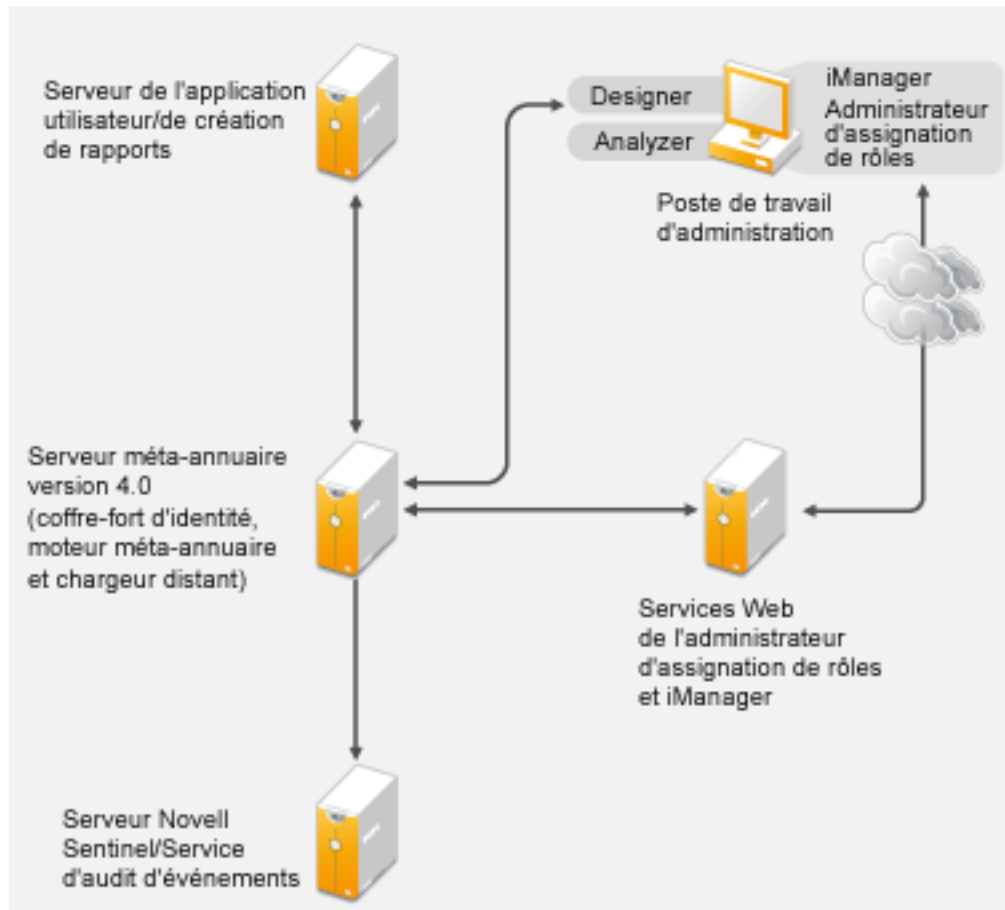 Serveur de l'application
utilisateur/de création
de rapports
Designer
Analyzer
iManager
Administrateur
d'assignation
de rôles
Poste de travail
d'administration
Serveur méta-annuaire
version 4.0
(coffre-fort d'identité,
moteur méta-annuaire
et chargeur distant)
Services Web
de l'administrateur
d'assignation de rôles
et iManager
Serveur Novell
Sentinel/Service
d'audit d'événements